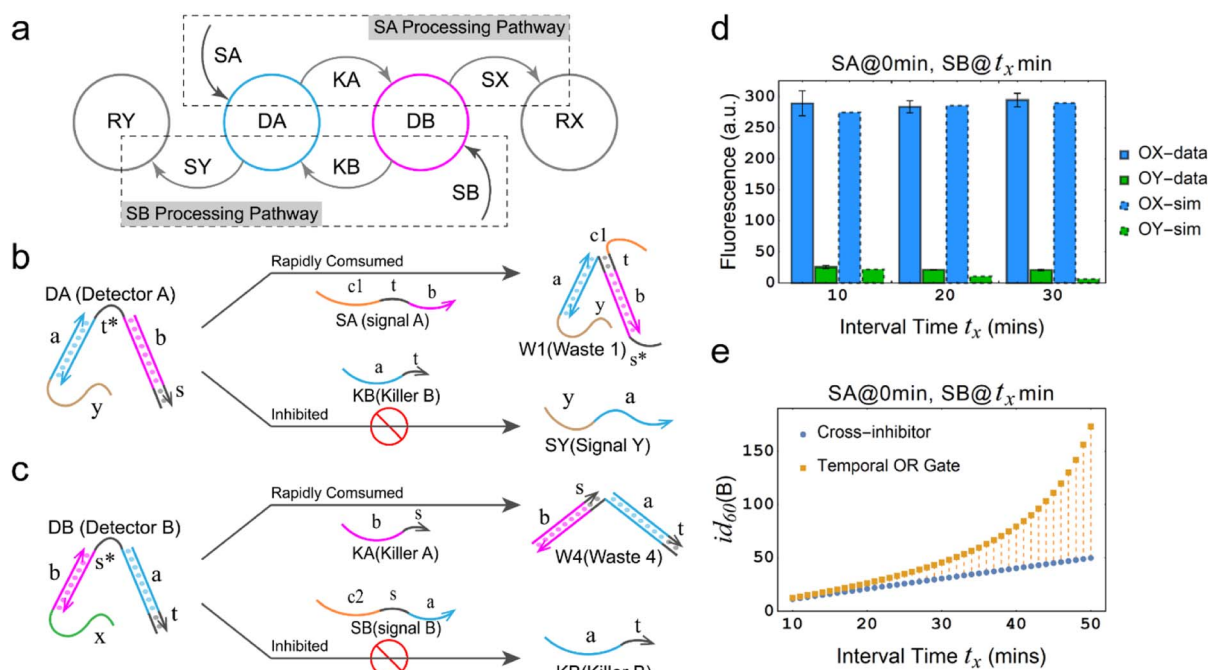 a
SA Processing Pathway
SA
KA
SX
RY
DA
DB
RX
SY
KB
SB
SB Processing Pathway
b
DA (Detector A)
a
t*
b
y
s
Rapidly Comsumed
c1
t
b
SA (signal A)
a
t
KB(Killer B)
Inhibited
c1
t
a
b
y
W1(Waste 1)
s*
y
a
SY(Signal Y)
c
DB (Detector B)
b
s*
a
x
t
Rapidly Comsumed
b
s
KA(Killer A)
c2
s
a
SB(signal B)
Inhibited
s
a
b
t
W4(Waste 4)
a
t
KB(Killer B)
d
SA@0min, SB@tx min
Fluorescence (a.u.)
300
250
200
150
100
50
0
10
20
30
Interval Time tx (mins)
OX-data
OY-data
OX-sim
OY-sim
e
SA@0min, SB@tx min
id60(B)
150
100
50
0
Cross-inhibitor
Temporal OR Gate
10
20
30
40
50
Interval Time tx (mins)